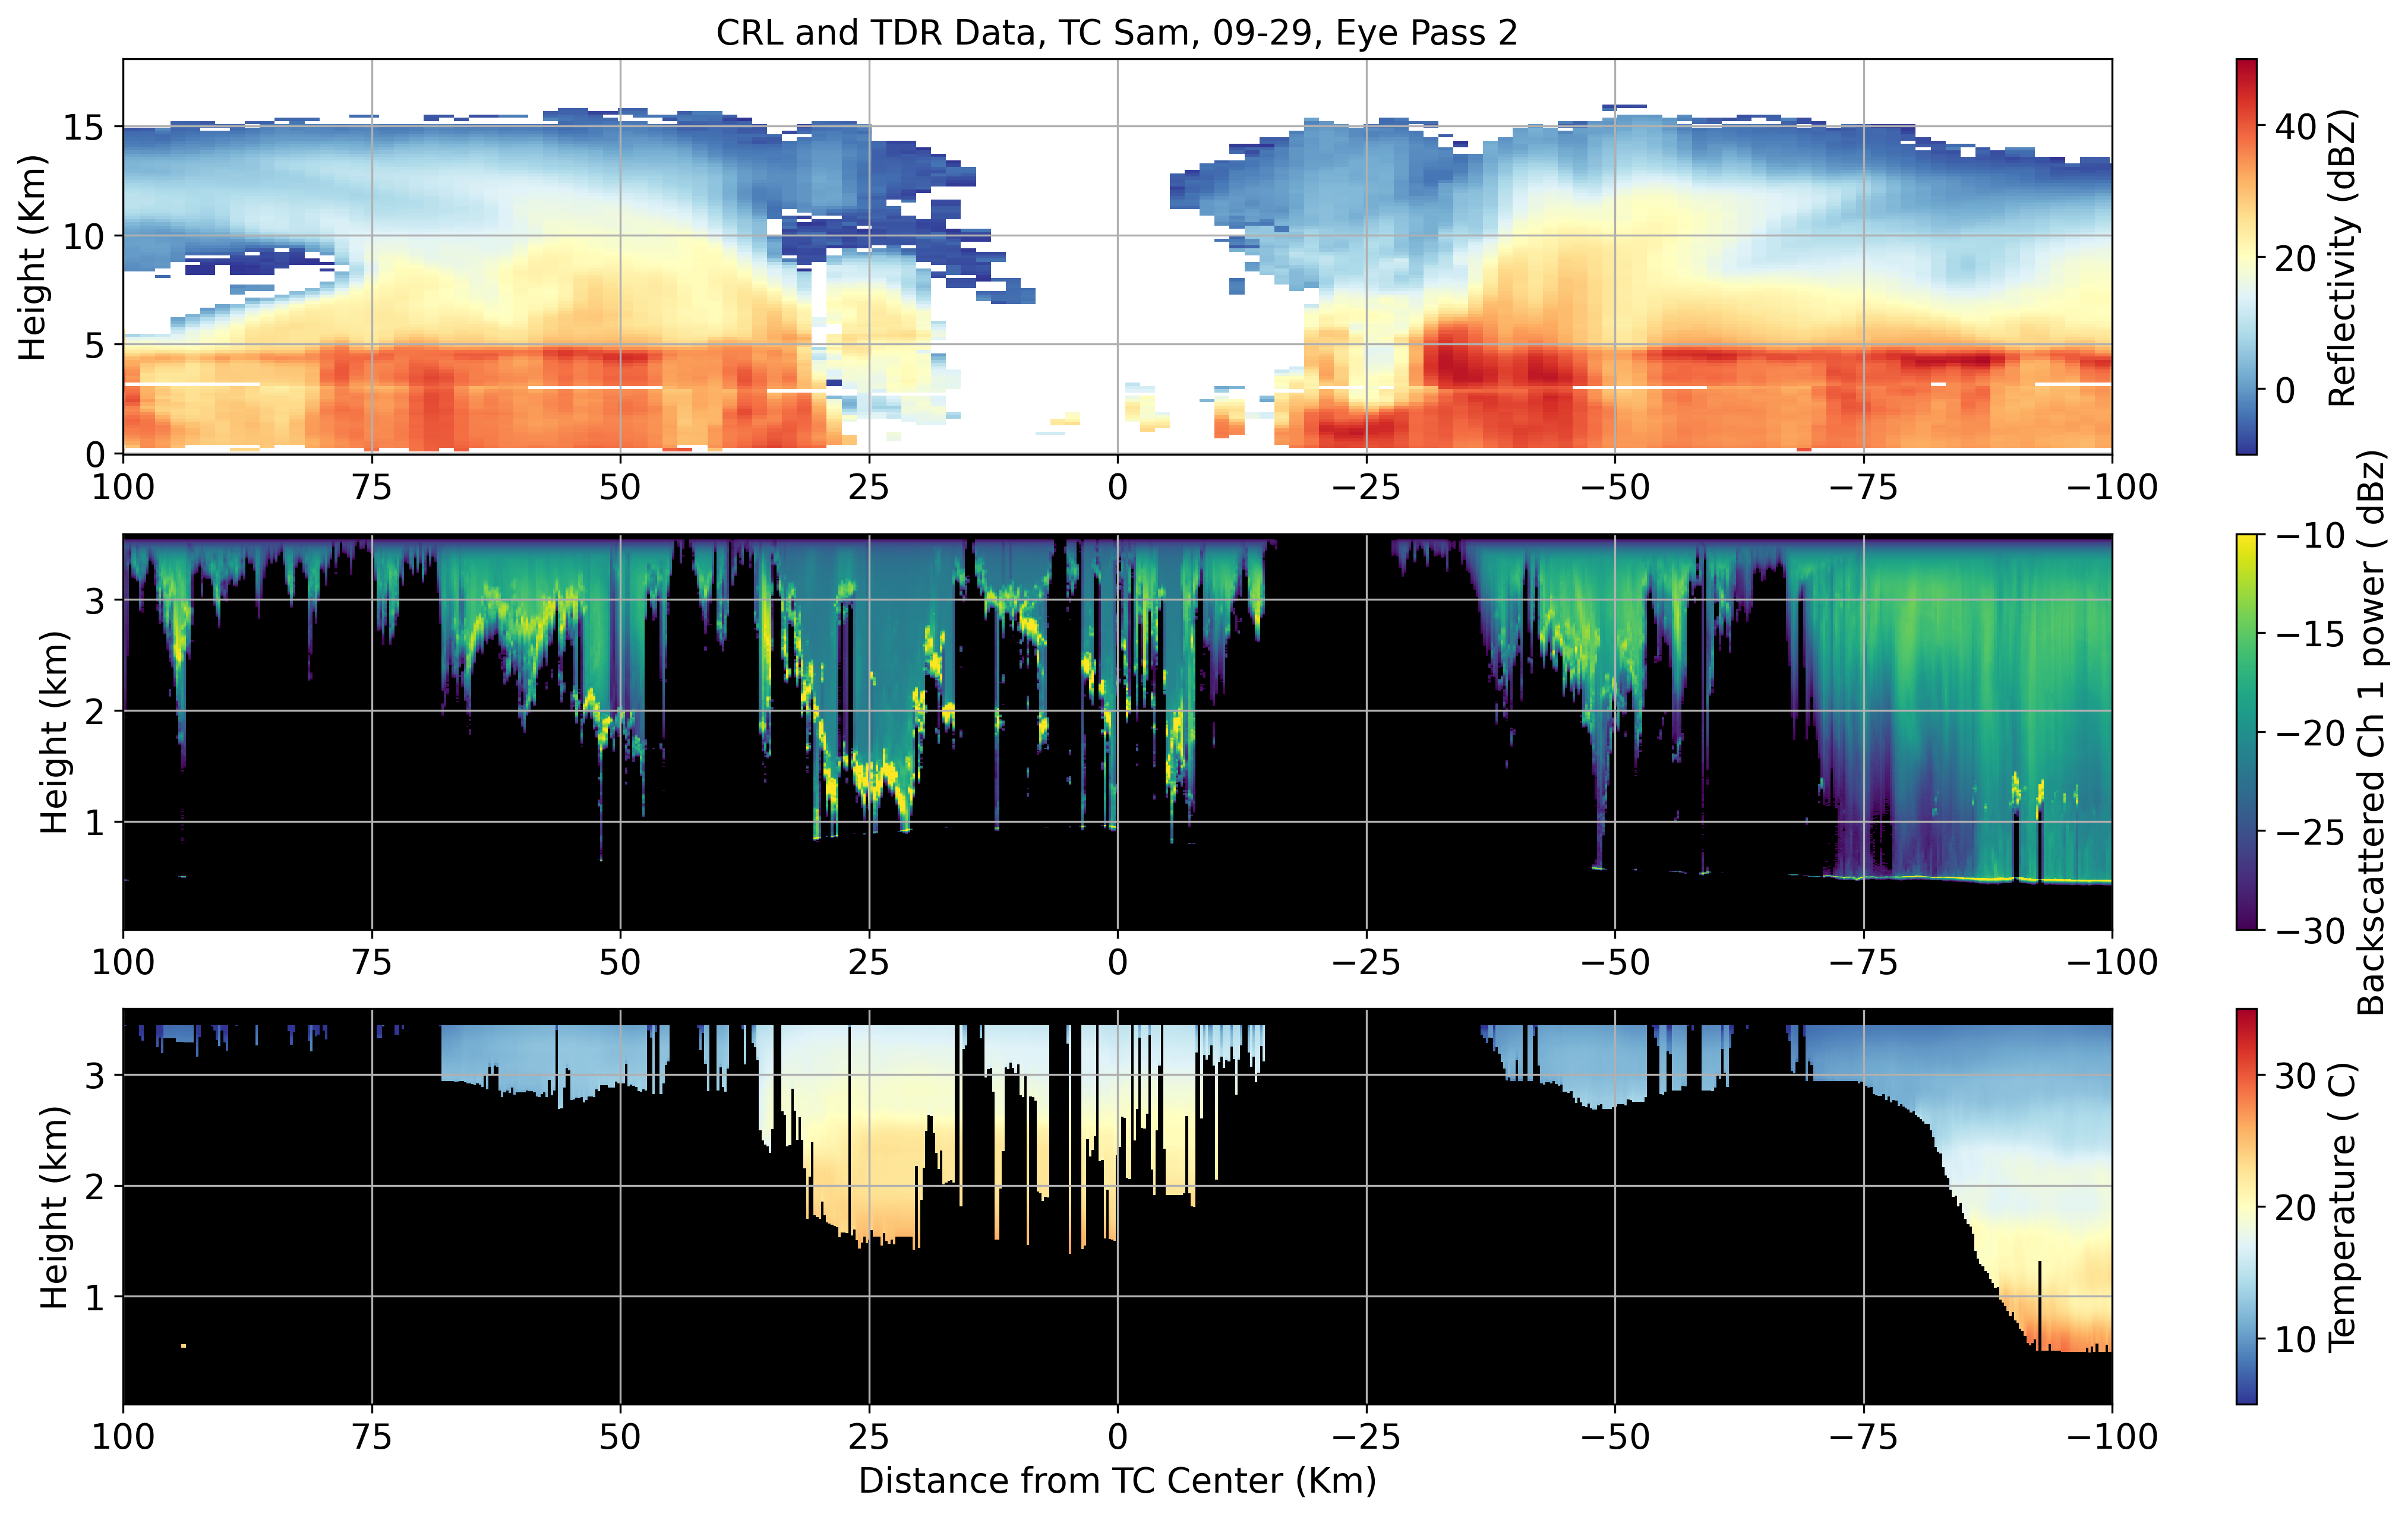 CRL and TDR Data, TC Sam, 09-29, Eye Pass 2
Height (Km)
15
10
5
0
100 75 50 25 0 −25 −50 −75 −100
40
20
0
Reflectivity (dBZ)
Height (km)
3
2
1
100 75 50 25 0 −25 −50 −75 −100
−10
−15
−20
−25
−30
Backscattered Ch 1 power ( dBz)
Height (km)
3
2
1
100 75 50 25 0 −25 −50 −75 −100
Distance from TC Center (Km)
30
20
10
Temperature ( C)